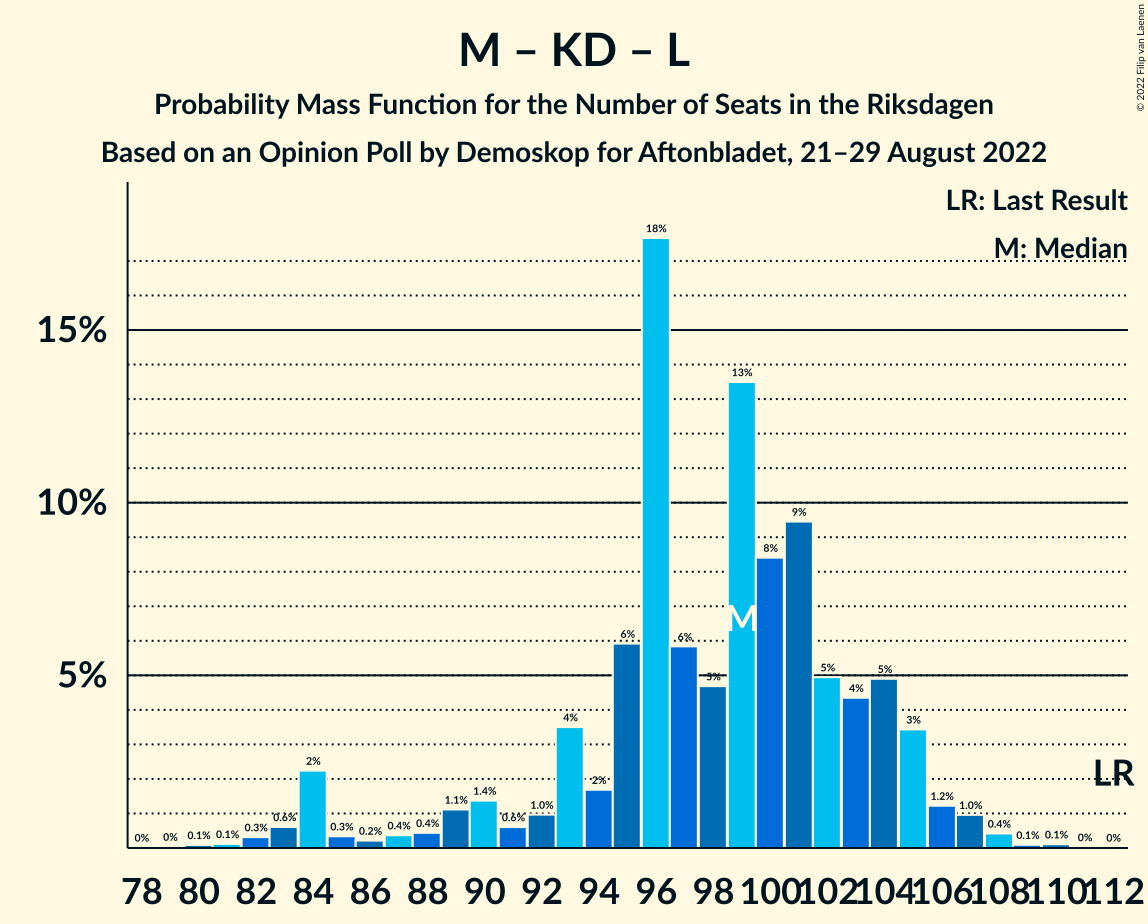 M – KD – L
Probability Mass Function for the Number of Seats in the Riksdagen
Based on an Opinion Poll by Demoskop for Aftonbladet, 21–29 August 2022
© 2022 Filip van Laenen
LR: Last Result
M: Median
15%
10%
5%
0% 0% 0.1% 0.1% 0.3% 0.6% 2% 0.3% 0.2% 0.4% 0.4% 1.1% 1.4% 0.6% 1.0% 4% 2% 6% 18% 6% 5% 13% 8% 9% 5% 4% 5% 3% 1.2% 1.0% 0.4% 0.1% 0.1% 0% 0%
M
LR
78 80 82 84 86 88 90 92 94 96 98 100 102 104 106 108 110 112